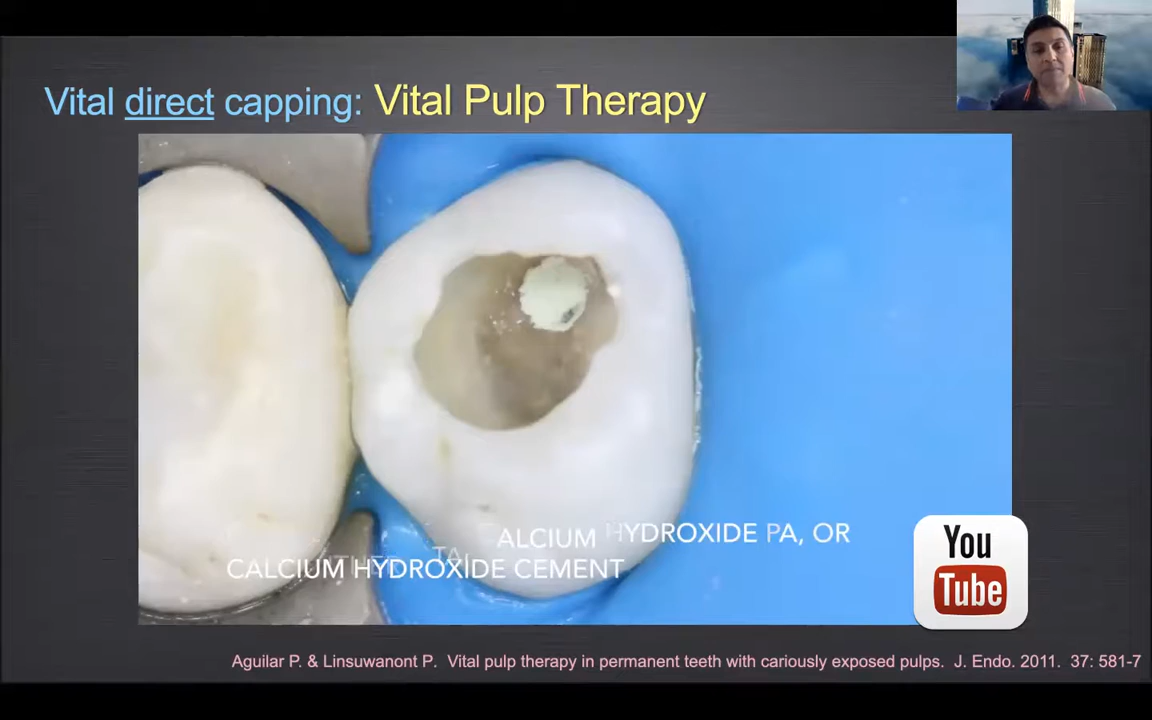 Vital direct capping: Vital Pulp Therapy
ALCIUM HYDROXIDE PA, OR
CALCIUM HYDROXIDE CEMENT
You
Tube
Aguilar P. & Linsuwanont P. Vital pulp therapy in permanent teeth with cariously exposed pulps. J. Endo. 2011. 37: 581-7